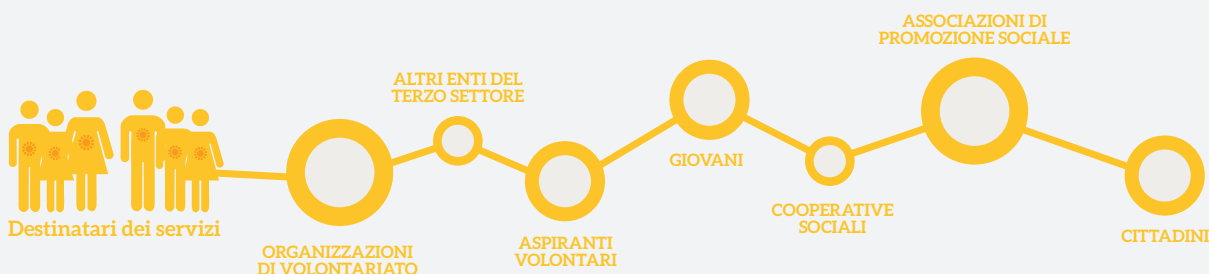 Destinatari dei servizi
ORGANIZZAZIONI
DI VOLONTARIATO
ALTRI ENTI DEL
TERZO SETTORE
ASPIRANTI
VOLONTARI
GIOVANI
COOPERATIVE
SOCIALI
ASSOCIAZIONI DI
PROMOZIONE SOCIALE
CITTADINI